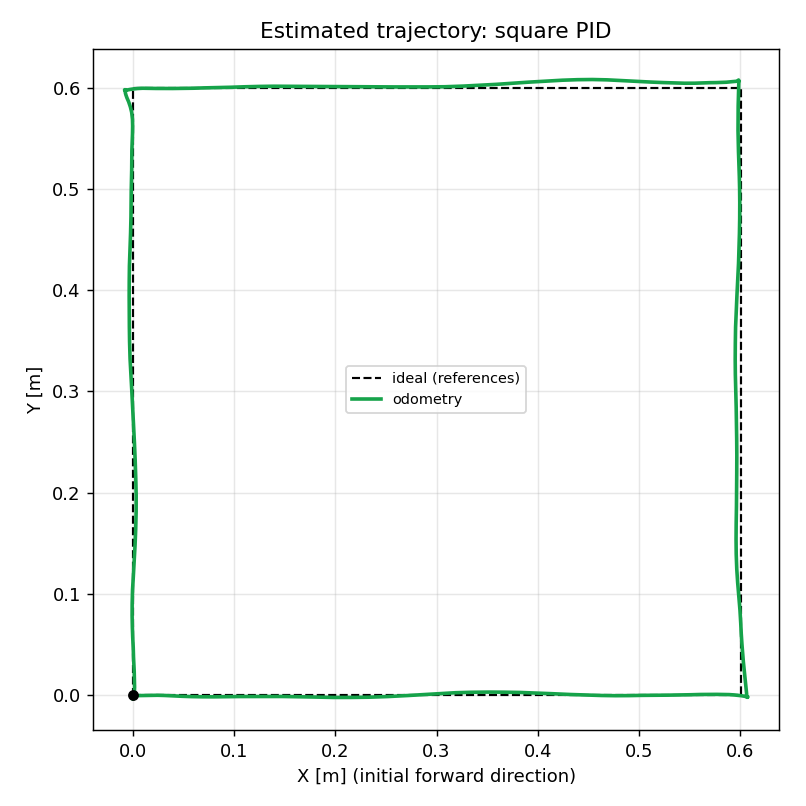 Estimated trajectory: square PID
0.6
0.5
0.4
0.3
0.2
0.1
0.0
Y [m]
ideal (references)
odometry
0.0 0.1 0.2 0.3 0.4 0.5 0.6
X [m] (initial forward direction)